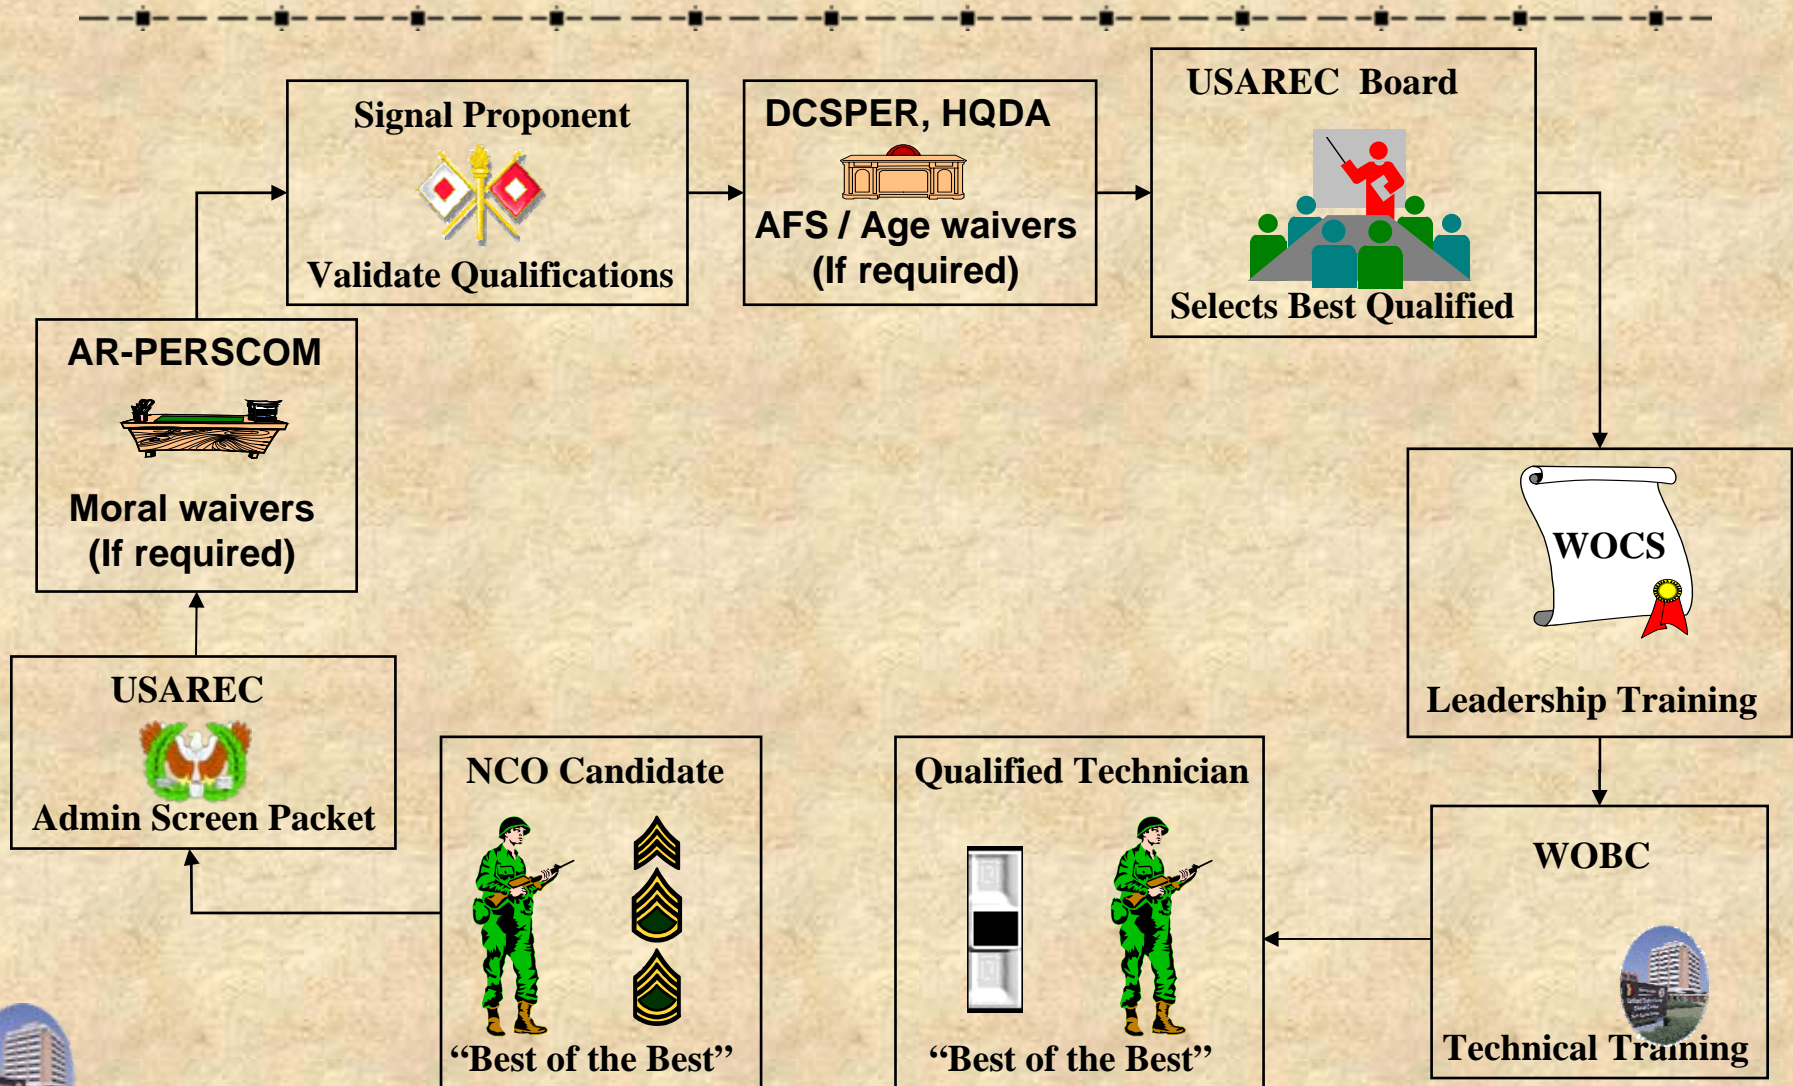 Signal Proponent
Validate Qualifications
DCSPER, HQDA
AFS / Age waivers
(If required)
USAREC Board
Selects Best Qualified
AR-PERSCOM
Moral waivers
(If required)
WOCS
Leadership Training
USAREC
Admin Screen Packet
NCO Candidate
“Best of the Best”
Qualified Technician
“Best of the Best”
WOBC
Technical Training